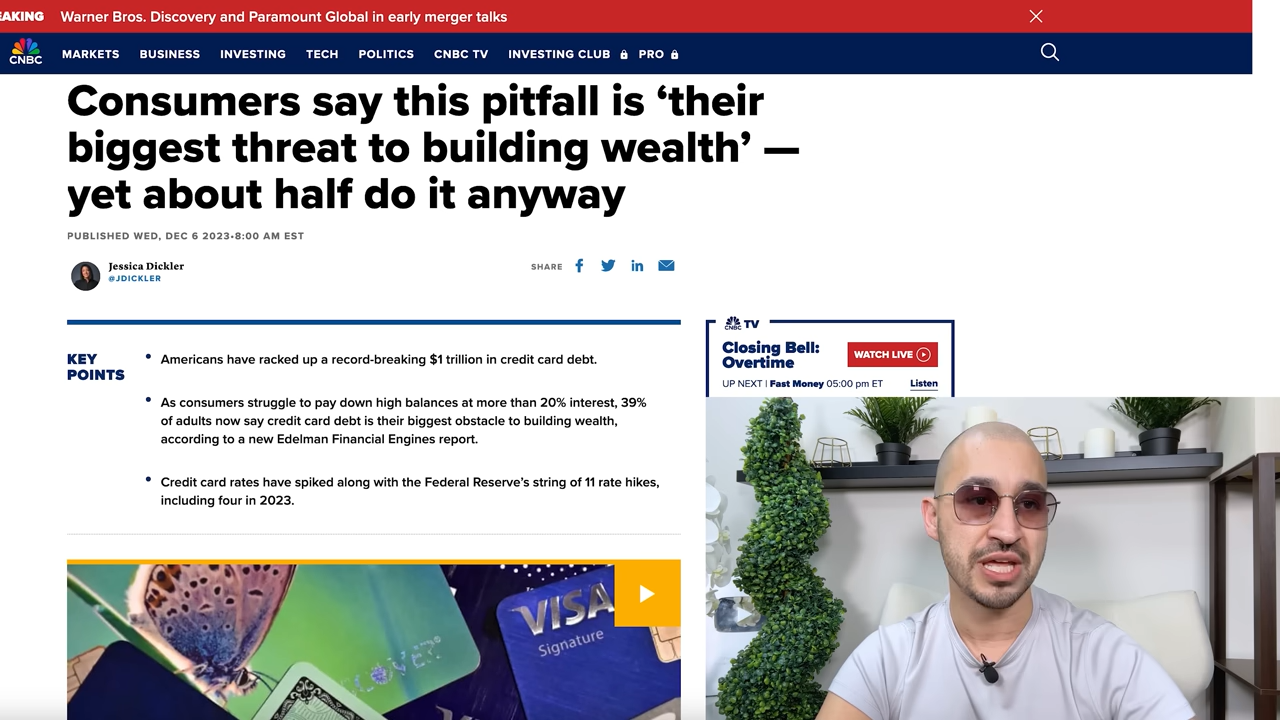 EAKING Warner Bros. Discovery and Paramount Global in early merger talks
CNBC MARKETS BUSINESS INVESTING TECH POLITICS CNBC TV INVESTING CLUB PRO
Consumers say this pitfall is ‘their
biggest threat to building wealth’ —
yet about half do it anyway
PUBLISHED WED, DEC 6 2023•8:00 AM EST
Jessica Dickler
@JDICKLER
SHARE
KEY
POINTS
• Americans have racked up a record-breaking $1 trillion in credit card debt.
• As consumers struggle to pay down high balances at more than 20% interest, 39%
of adults now say credit card debt is their biggest obstacle to building wealth,
according to a new Edelman Financial Engines report.
• Credit card rates have spiked along with the Federal Reserve’s string of 11 rate hikes,
including four in 2023.
CNBC TV
Closing Bell:
Overtime
WATCH LIVE
UP NEXT | Fast Money 05:00 pm ET
Listen
VISA
Signature